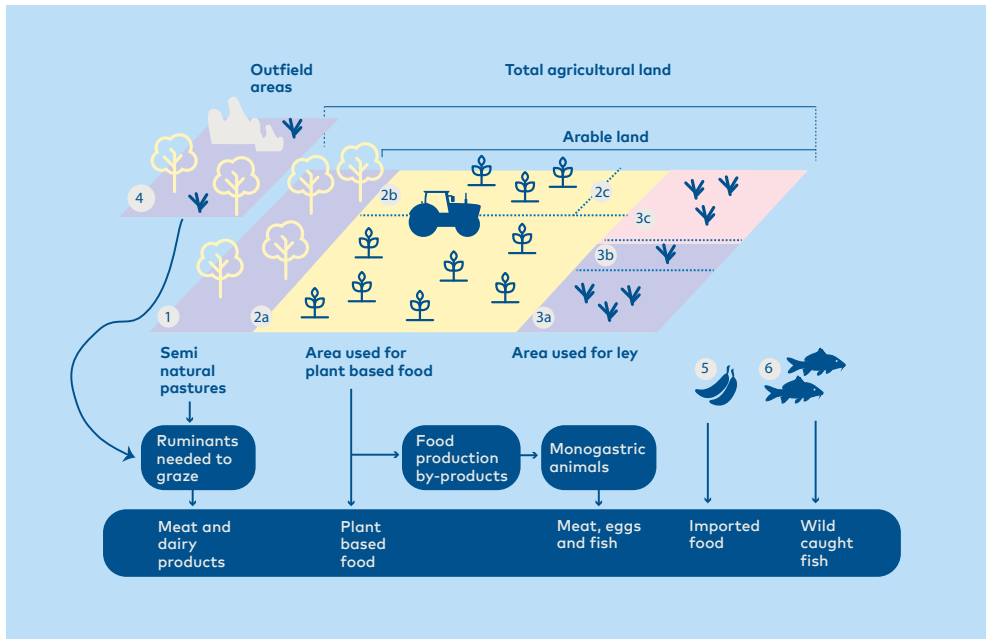 Outfield
areas
Total agricultural land
Arable land
4
2b
2c
3c
3b
1
2a
3a
Semi
natural
pastures
Area used for
plant based food
Area used for ley
5
6
Ruminants
needed to
graze
Food
production
by-products
Monogastric
animals
Meat and
dairy
products
Plant
based
food
Meat, eggs
and fish
Imported
food
Wild
caught
fish